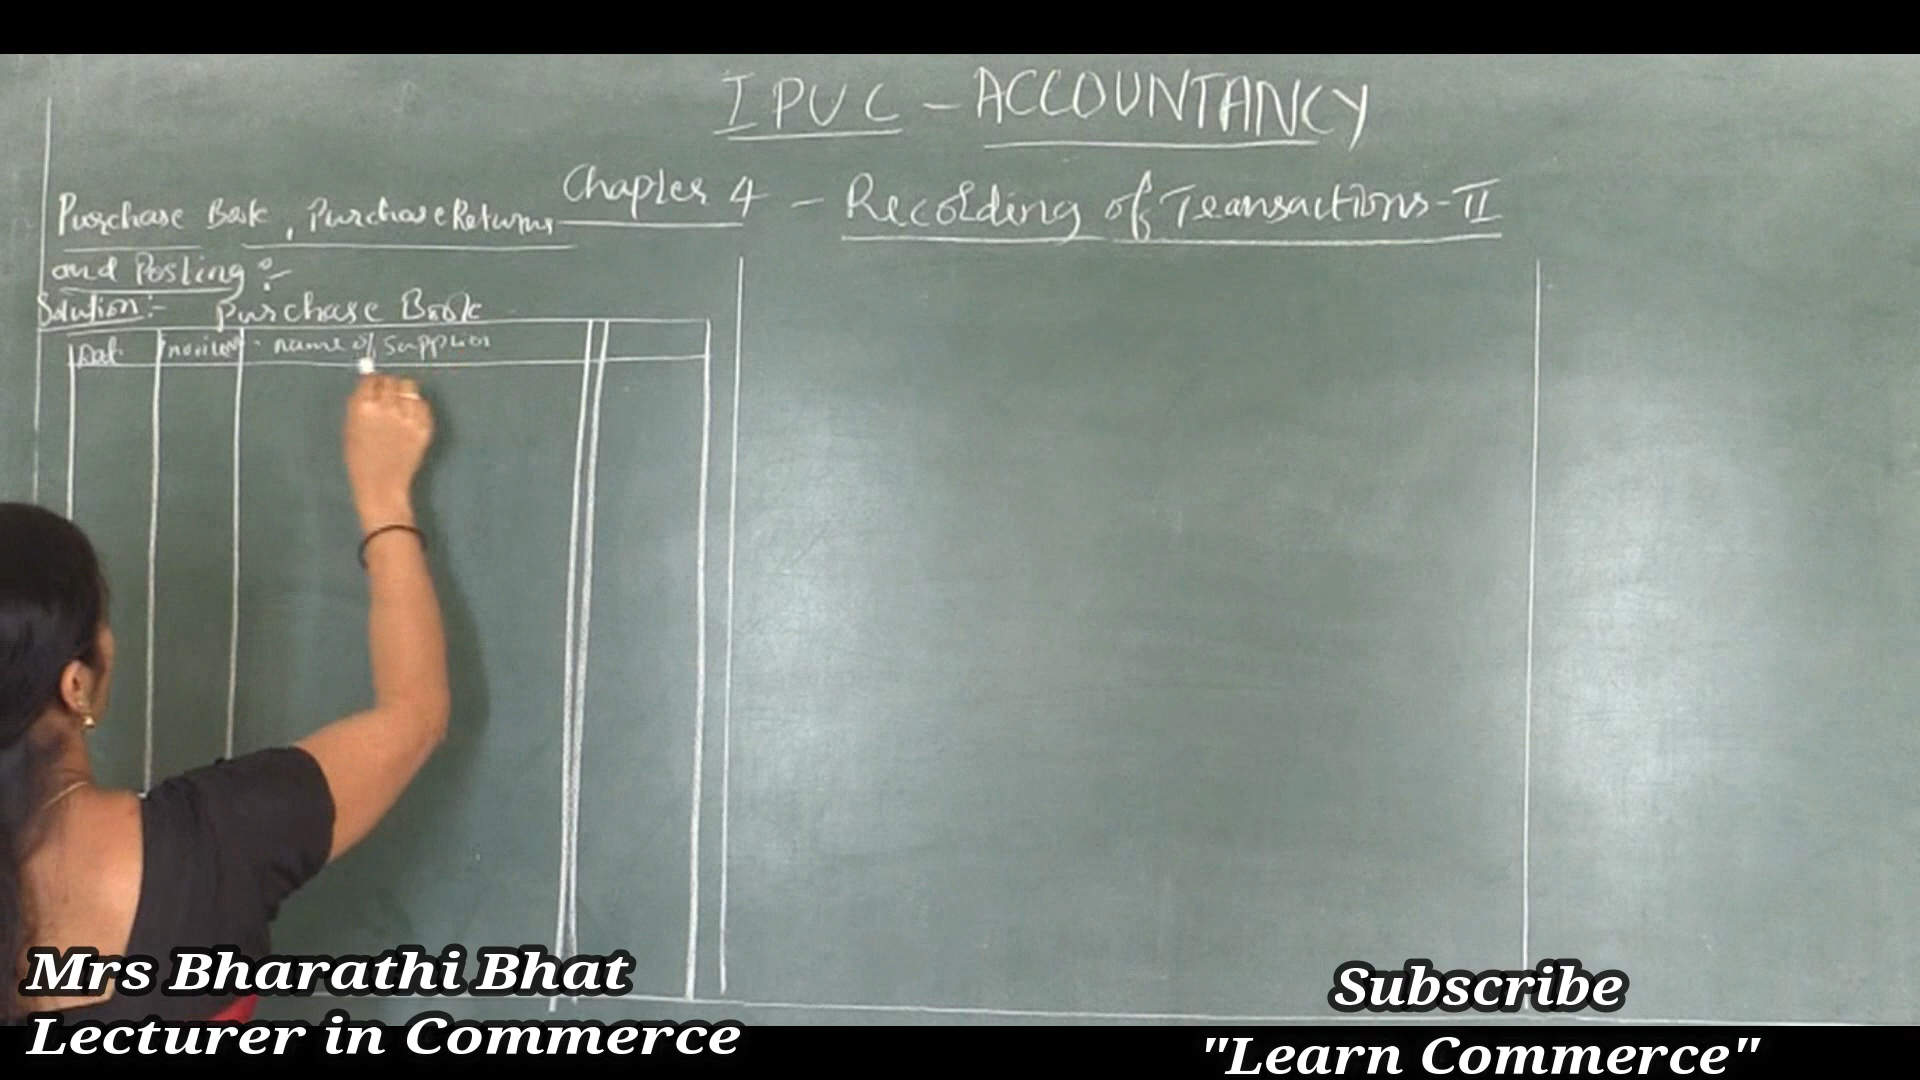 I PUC - ACCOUNTANCY
Chapter 4 - Recording of Transactions-II
Purchase Book, Purchase Returns
and Posting :-
Solution:- Purchase Book
Date name of supplier
Mrs Bharathi Bhat
Lecturer in Commerce
Subscribe
"Learn Commerce"